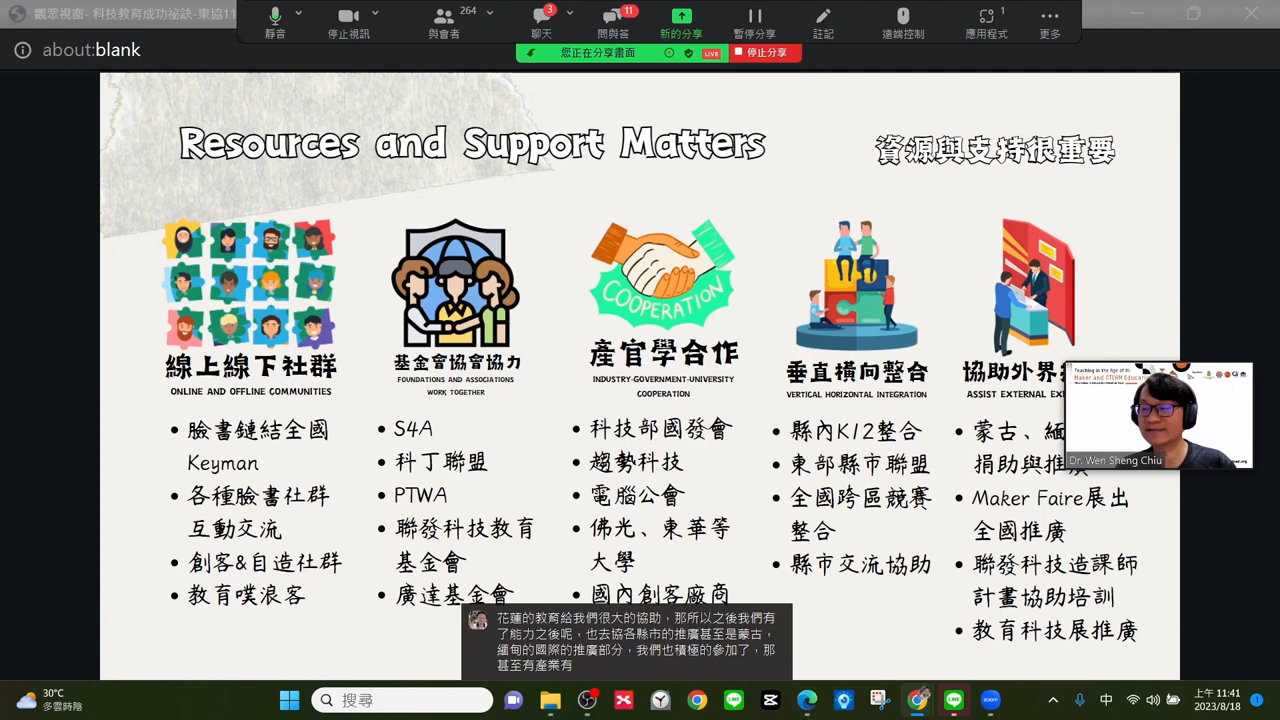 觀眾視窗- 科技教育成功祕訣-東協11
靜音
停止視訊
264
與會者
3
聊天
11
問與答
新的分享
暫停分享
註記
遠端控制
1
應用程式
更多
about:blank
您正在分享畫面
LIVE
停止分享
Resources and Support Matters
資源與支持很重要
COOPERATION
線上線下社群
ONLINE AND OFFLINE COMMUNITIES
• 臉書鏈結全國
Keyman
• 各種臉書社群
互動交流
• 創客&自造社群
• 教育噗浪客
基金會協會協力
FOUNDATIONS AND ASSOCIATIONS
WORK TOGETHER
• S4A
• 科丁聯盟
• PTWA
• 聯發科技教育
基金會
• 廣達基金會
產官學合作
INDUSTRY-GOVERNMENT-UNIVERSITY
COOPERATION
• 科技部國發會
• 趨勢科技
• 電腦公會
• 佛光、東華等
大學
• 國內創客廠商
垂直橫向整合
VERTICAL HORIZONTAL INTEGRATION
• 縣內K12整合
• 東部縣市聯盟
• 全國跨區競賽
整合
• 縣市交流協助
協助外界
ASSIST EXTERNAL
• 蒙古、緬
捐助與推廣
• Maker Faire展出
全國推廣
• 聯發科技造課師
計畫協助培訓
• 教育科技展推廣
Teaching in the Age of AI
Maker and STEAM Educa
Dr. Wen Sheng Chiu
花蓮的教育給我們很大的協助，那所以之後我們有
了能力之後呢，也去協各縣市的推廣甚至是蒙古，
緬甸的國際的推廣部分，我們也積極的參加了，那
甚至有產業有
30°C
多雲時陰
搜尋
中
上午 11:41
2023/8/18
1